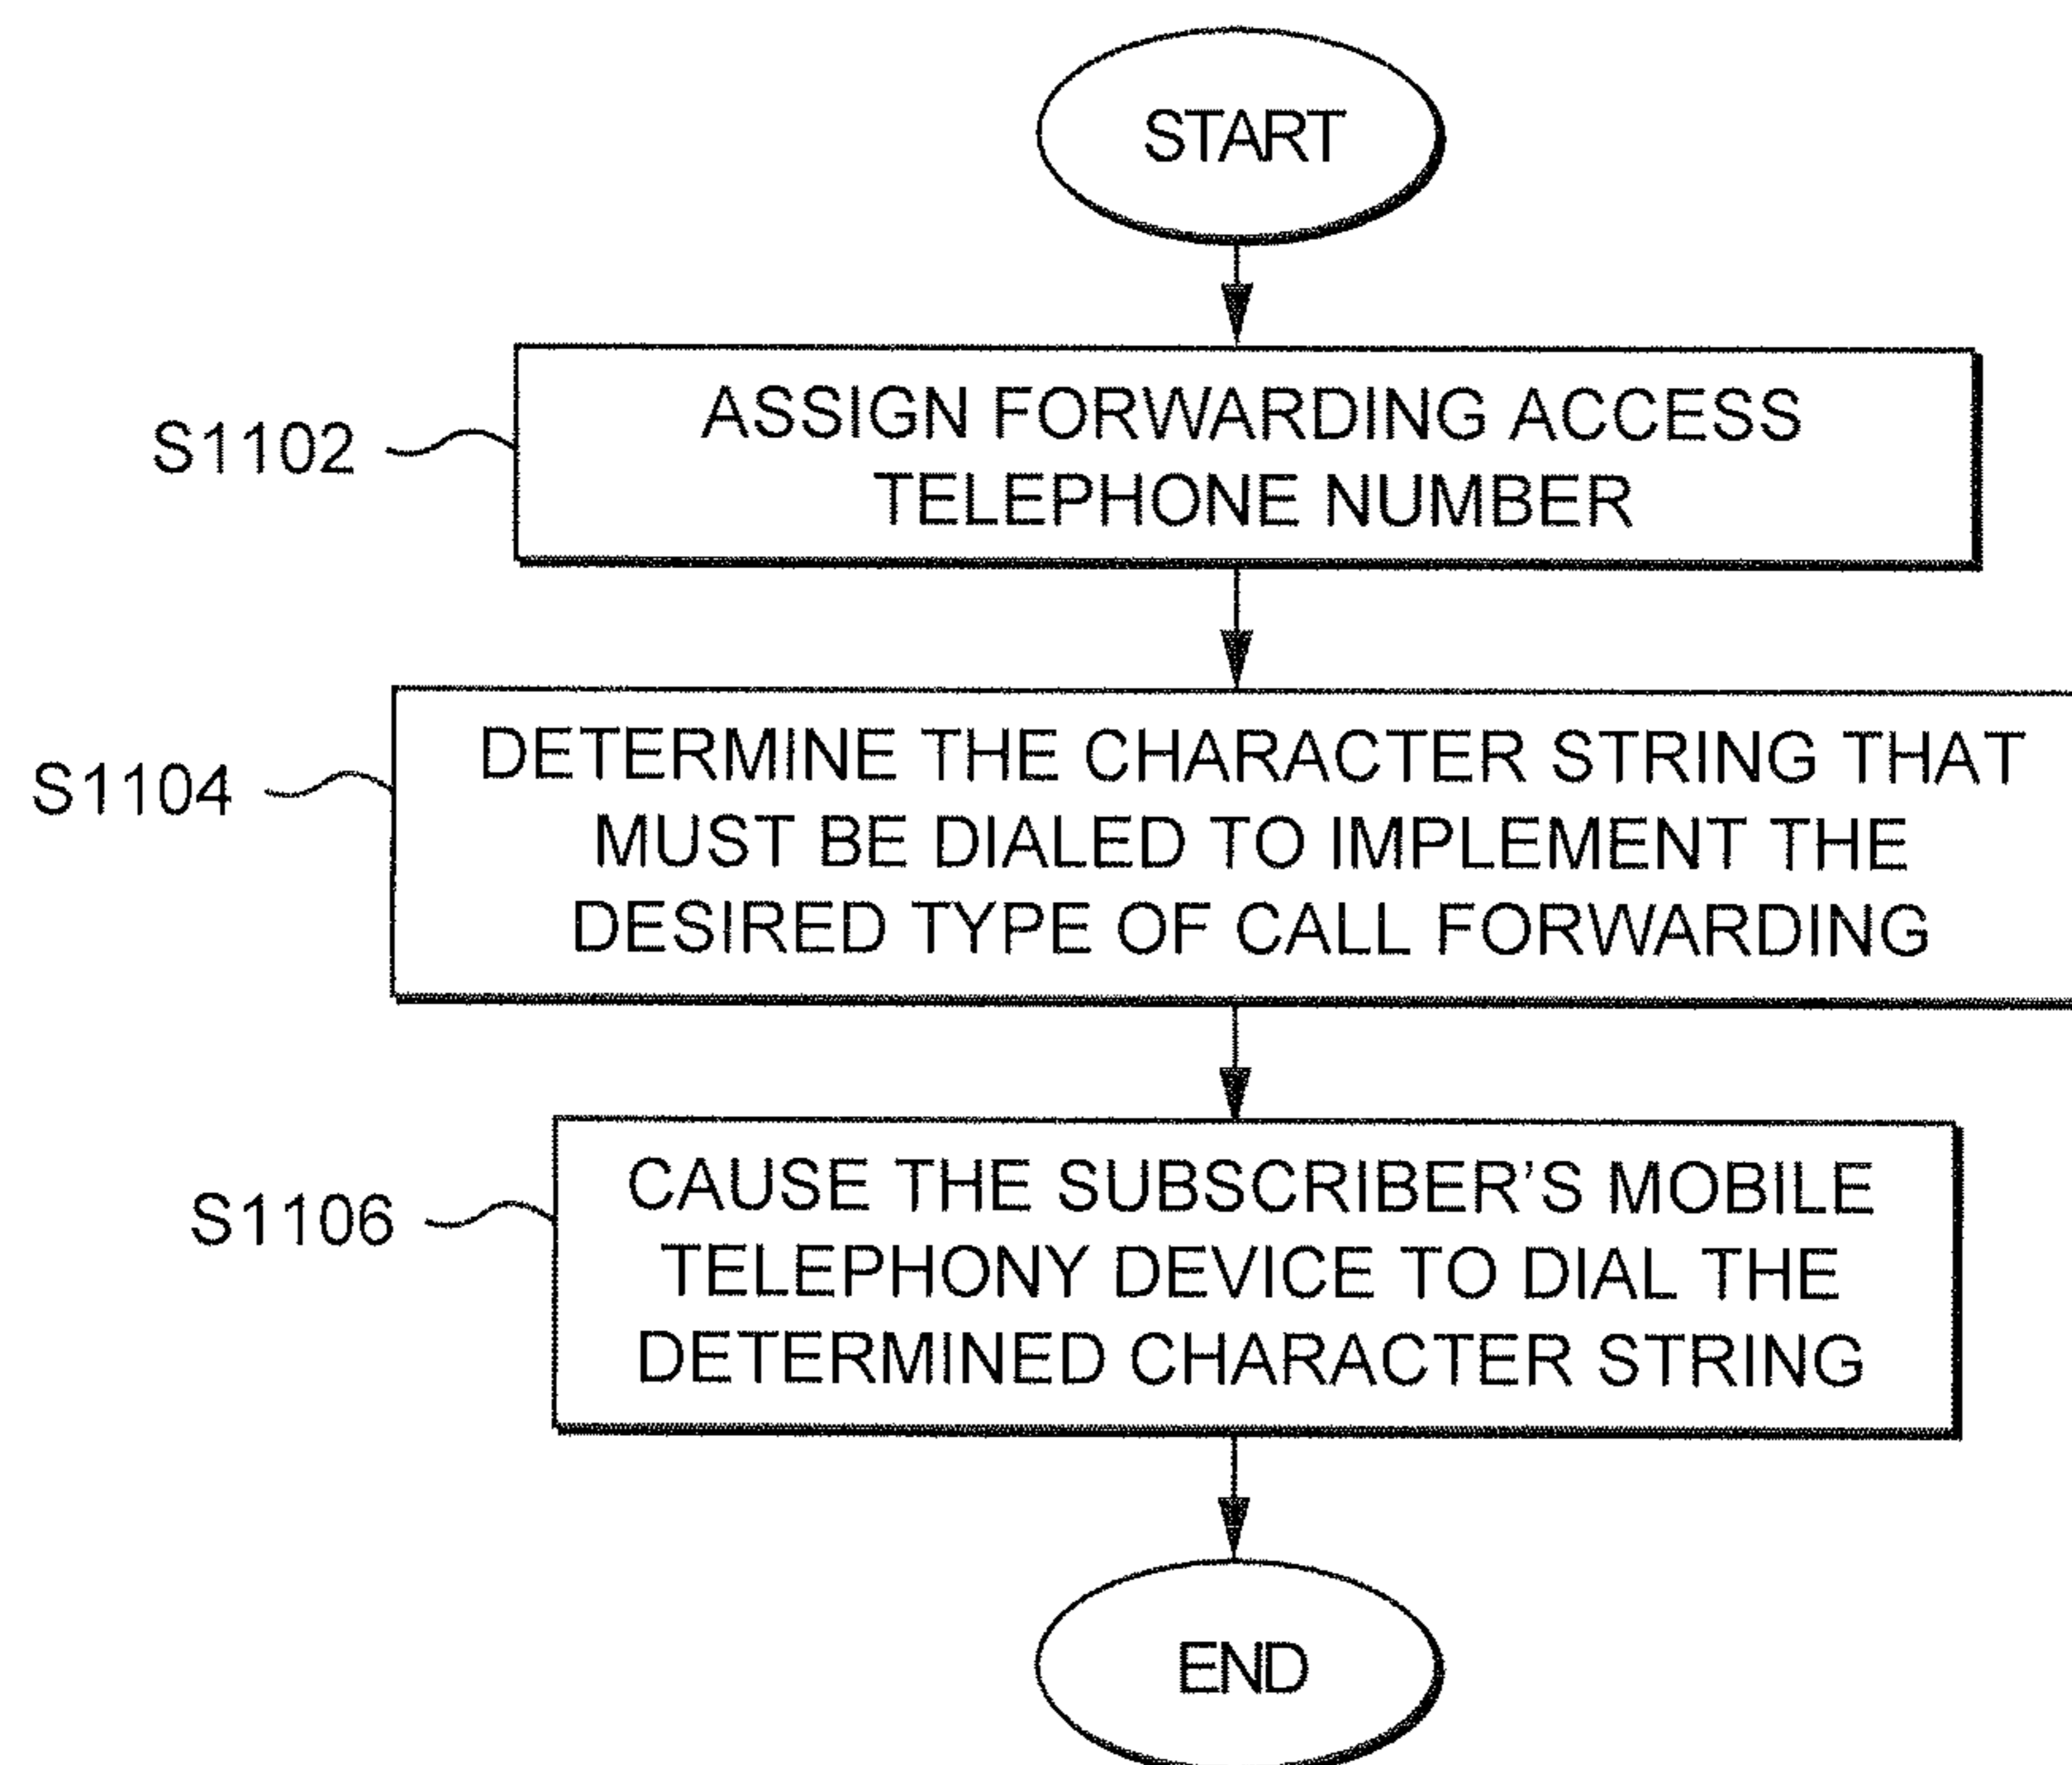 START
S1102
ASSIGN FORWARDING ACCESS
TELEPHONE NUMBER
S1104
DETERMINE THE CHARACTER STRING THAT
MUST BE DIALED TO IMPLEMENT THE
DESIRED TYPE OF CALL FORWARDING
S1106
CAUSE THE SUBSCRIBER'S MOBILE
TELEPHONY DEVICE TO DIAL THE
DETERMINED CHARACTER STRING
END